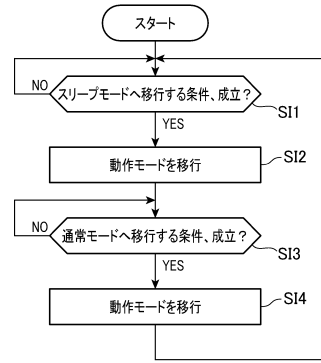 スタート
NO
スリープモードへ移行する条件、成立?
SI1
YES
動作モードを移行
SI2
NO
通常モードへ移行する条件、成立?
SI3
YES
動作モードを移行
SI4